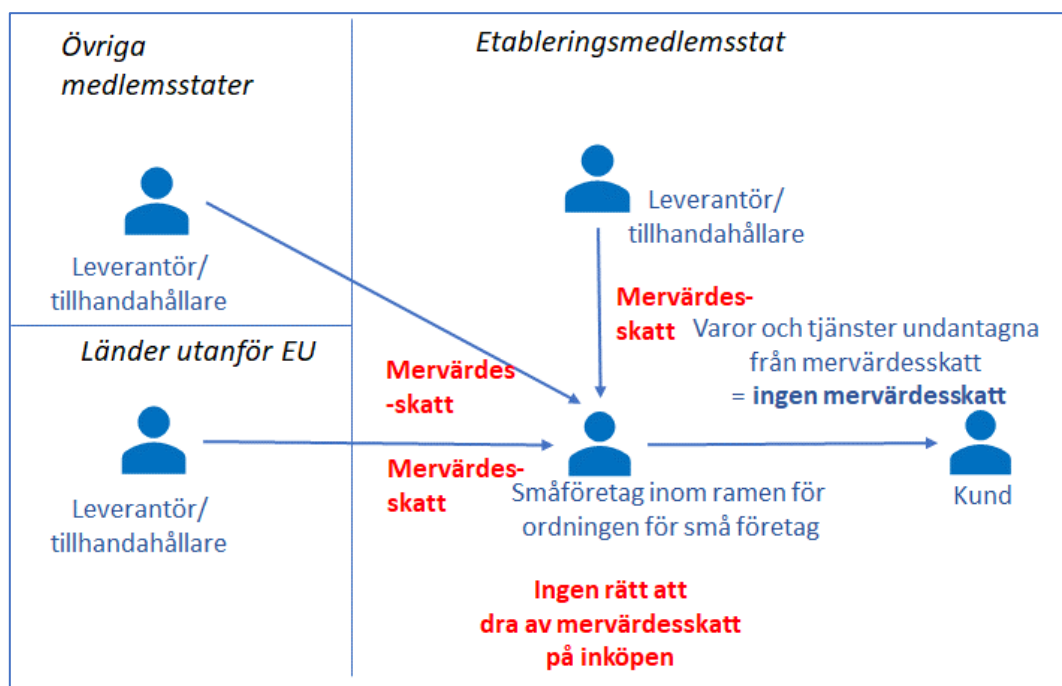 Övriga
medlemsstater
Leverantör/
tillhandahållare
Länder utanför EU
Leverantör/
tillhandahållare
Etableringsmedlemsstat
Leverantör/
tillhandahållare
Mervärdes-
skatt
Varor och tjänster undantagna
från mervärdesskatt
= ingen mervärdesskatt
Mervärdes
-skatt
Mervärdes-
skatt
Småföretag inom ramen för
ordningen för små företag
Kund
Ingen rätt att
dra av mervärdesskatt
på inköpen